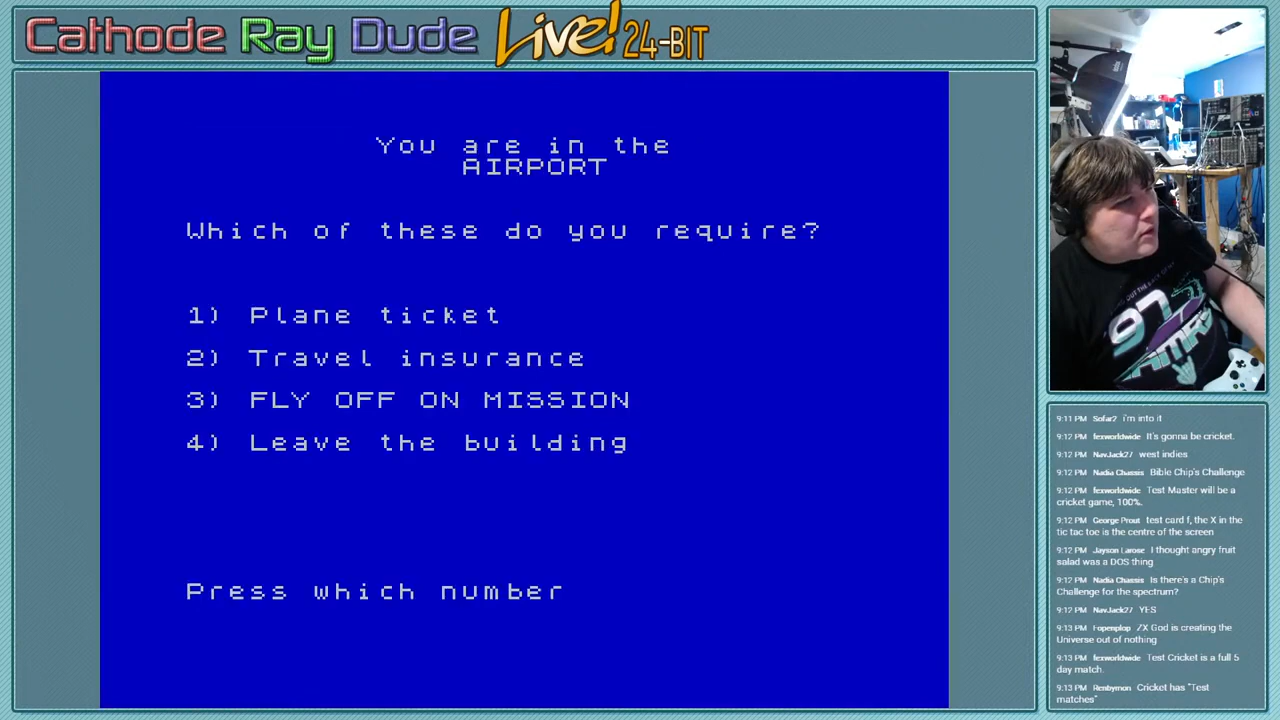 Cathode Ray Dude Live! 24-BIT
You are in the
AIRPORT
Which of these do you require?
1) Plane ticket
2) Travel insurance
3) FLY OFF ON MISSION
4) Leave the building
Press which number
9:11 PM Sofar2 i'm into it
9:12 PM fexworldwide It's gonna be cricket.
9:12 PM NavJack27 west indies
9:12 PM Nadia Chassis Bible Chip's Challenge
9:12 PM fexworldwide Test Master will be a
cricket game, 100%.
9:12 PM George Prout test card f, the X in the
tic tac toe is the centre of the screen
9:12 PM Jayson Larose I thought angry fruit
salad was a DOS thing
9:12 PM Nadia Chassis Is there's a Chip's
Challenge for the spectrum?
9:12 PM NavJack27 YES
9:13 PM Fopenplop ZX God is creating the
Universe out of nothing
9:13 PM fexworldwide Test Cricket is a full 5
day match.
9:13 PM Renbymon Cricket has "Test
matches"